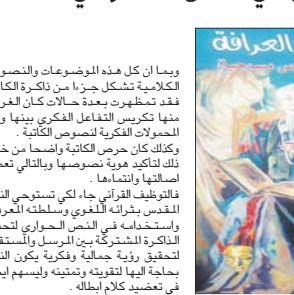 العرافة
وبما ان كل هذه الموضوعات والنصو
الكلامية تشكل جزءا من ذاكرة الكا
فقد تمظهرت بعدة حالات كان الغر
منها تكريس التفاعل الفكري بينها و
المحمولات الفكرية لنصوص الكاتبة .
وكذلك كان حرص الكاتبة واضحا من خ
ذلك لتأكيد هوية نصوصها وبالتالي تعم
اصالتها وانتماءها .
فالتوظيف القرآني جاء لكي تستوحي الن
المقدس بثرائه اللغوي وسلطته المعر
واستخدامه في النص الحواري لتح
الذاكرة المشتركة بين المرسل والمستق
لتحقيق رؤية جمالية وفكرية يكون الن
بحاجة اليها لتقويته وتمتينه وليسهم اي
في تعضيد كلام ابطاله .